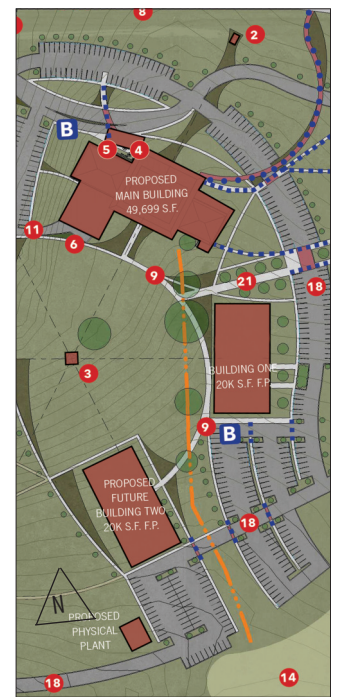 8
2
B
5
4
PROPOSED
MAIN BUILDING
49,699 S.F.
11
6
9
21
18
BUILDING ONE
20K S.F. F.P.
3
9
B
PROPOSED
FUTURE
BUILDING TWO
20K S.F. F.P.
18
N
PROPOSED
PHYSICAL
PLANT
14
18